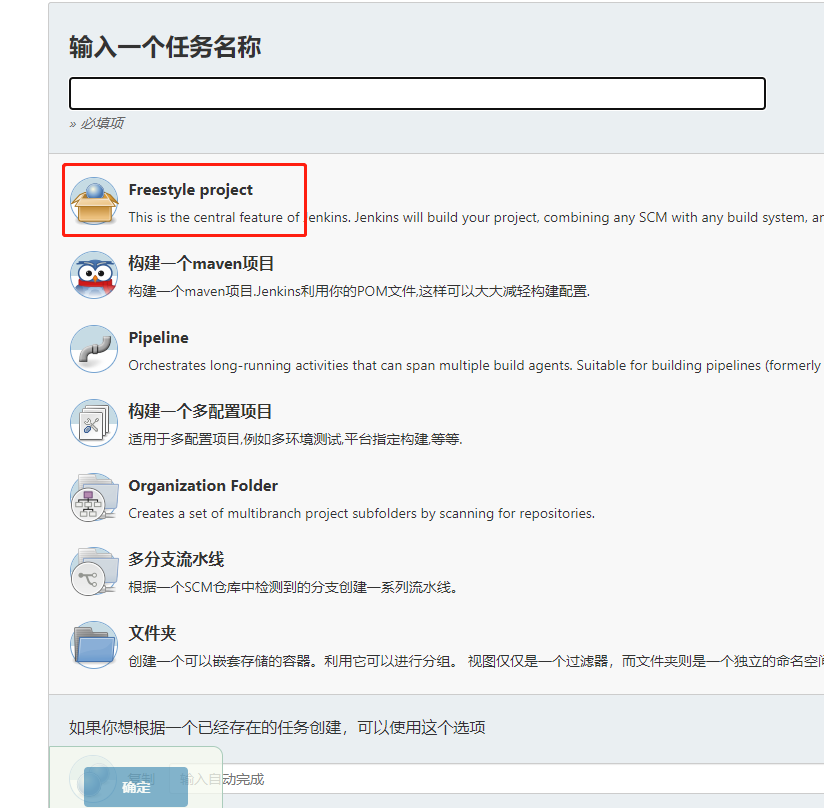 输入一个任务名称
» 必填项
Freestyle project
This is the central feature of Jenkins. Jenkins will build your project, combining any SCM with any build system, an
构建一个maven项目
构建一个maven项目.Jenkins利用你的POM文件,这样可以大大减轻构建配置.
Pipeline
Orchestrates long-running activities that can span multiple build agents. Suitable for building pipelines (formerly
构建一个多配置项目
适用于多配置项目,例如多环境测试,平台指定构建,等等.
Organization Folder
Creates a set of multibranch project subfolders by scanning for repositories.
多分支流水线
根据一个SCM仓库中检测到的分支创建一系列流水线。
文件夹
创建一个可以嵌套存储的容器。利用它可以进行分组。 视图仅仅是一个过滤器，而文件夹则是一个独立的命名空间
如果你想根据一个已经存在的任务创建，可以使用这个选项
复制 输入自动完成
确定